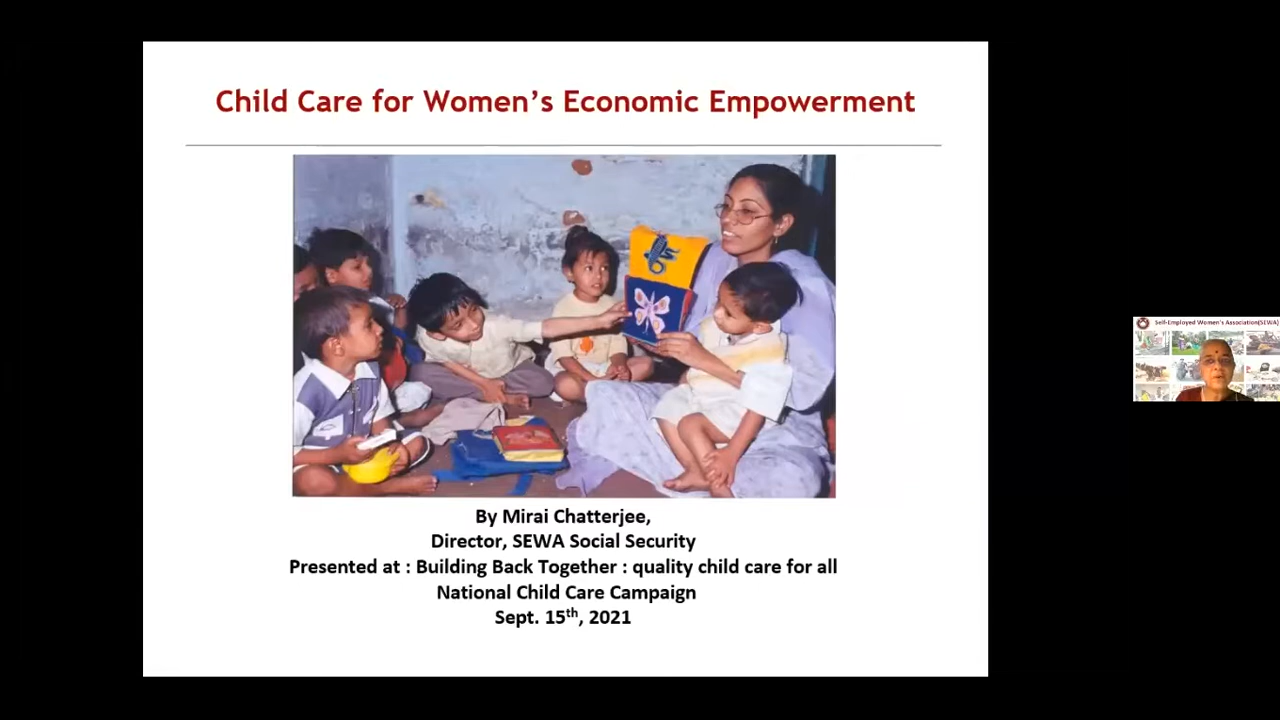 Child Care for Women's Economic Empowerment
By Mirai Chatterjee,
Director, SEWA Social Security
Presented at : Building Back Together : quality child care for all
National Child Care Campaign
Sept. 15th, 2021
Self-Employed Women's Association(SEWA)